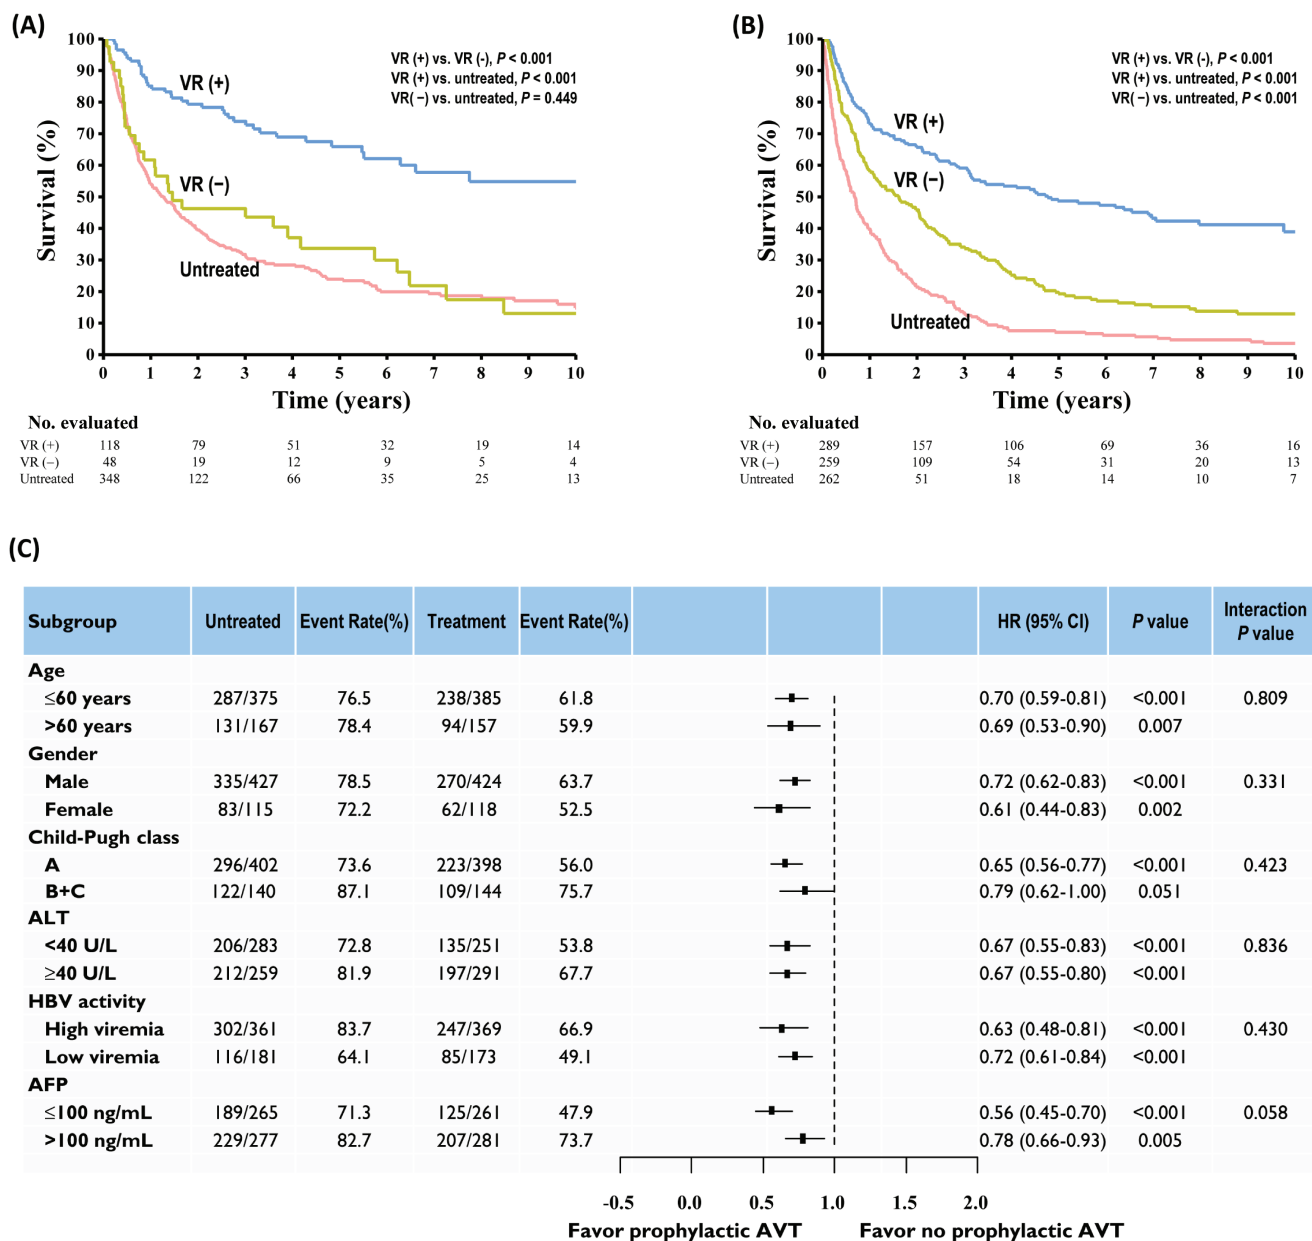 (A)
VR (+) vs. VR (-), P < 0.001
VR (+) vs. untreated, P < 0.001
VR( − ) vs. untreated, P = 0.449
VR (+)
VR (−)
Untreated
Survival (%)
100
90
80
70
60
50
40
30
20
10
0
0 1 2 3 4 5 6 7 8 9 10
Time (years)
No. evaluated
VR (+) 118 79 51 32 19 14
VR (−) 48 19 12 9 5 4
Untreated 348 122 66 35 25 13
(B)
VR (+) vs. VR (-), P < 0.001
VR (+) vs. untreated, P < 0.001
VR( − ) vs. untreated, P < 0.001
VR (+)
VR (−)
Untreated
Survival (%)
100
90
80
70
60
50
40
30
20
10
0
0 1 2 3 4 5 6 7 8 9 10
Time (years)
No. evaluated
VR (+) 289 157 106 69 36 16
VR (−) 259 109 54 31 20 13
Untreated 262 51 18 14 10 7
(C)
Subgroup Untreated Event Rate(%) Treatment Event Rate(%) HR (95% CI) P value Interaction P value
Age
≤60 years 287/375 76.5 238/385 61.8 0.70 (0.59-0.81) <0.001 0.809
>60 years 131/167 78.4 94/157 59.9 0.69 (0.53-0.90) 0.007
Gender
Male 335/427 78.5 270/424 63.7 0.72 (0.62-0.83) <0.001 0.331
Female 83/115 72.2 62/118 52.5 0.61 (0.44-0.83) 0.002
Child-Pugh class
A 296/402 73.6 223/398 56.0 0.65 (0.56-0.77) <0.001 0.423
B+C 122/140 87.1 109/144 75.7 0.79 (0.62-1.00) 0.051
ALT
<40 U/L 206/283 72.8 135/251 53.8 0.67 (0.55-0.83) <0.001 0.836
≥40 U/L 212/259 81.9 197/291 67.7 0.67 (0.55-0.80) <0.001
HBV activity
High viremia 302/361 83.7 247/369 66.9 0.63 (0.48-0.81) <0.001 0.430
Low viremia 116/181 64.1 85/173 49.1 0.72 (0.61-0.84) <0.001
AFP
≤100 ng/mL 189/265 71.3 125/261 47.9 0.56 (0.45-0.70) <0.001 0.058
>100 ng/mL 229/277 82.7 207/281 73.7 0.78 (0.66-0.93) 0.005
-0.5 0.0 0.5 1.0 1.5 2.0
Favor prophylactic AVT Favor no prophylactic AVT